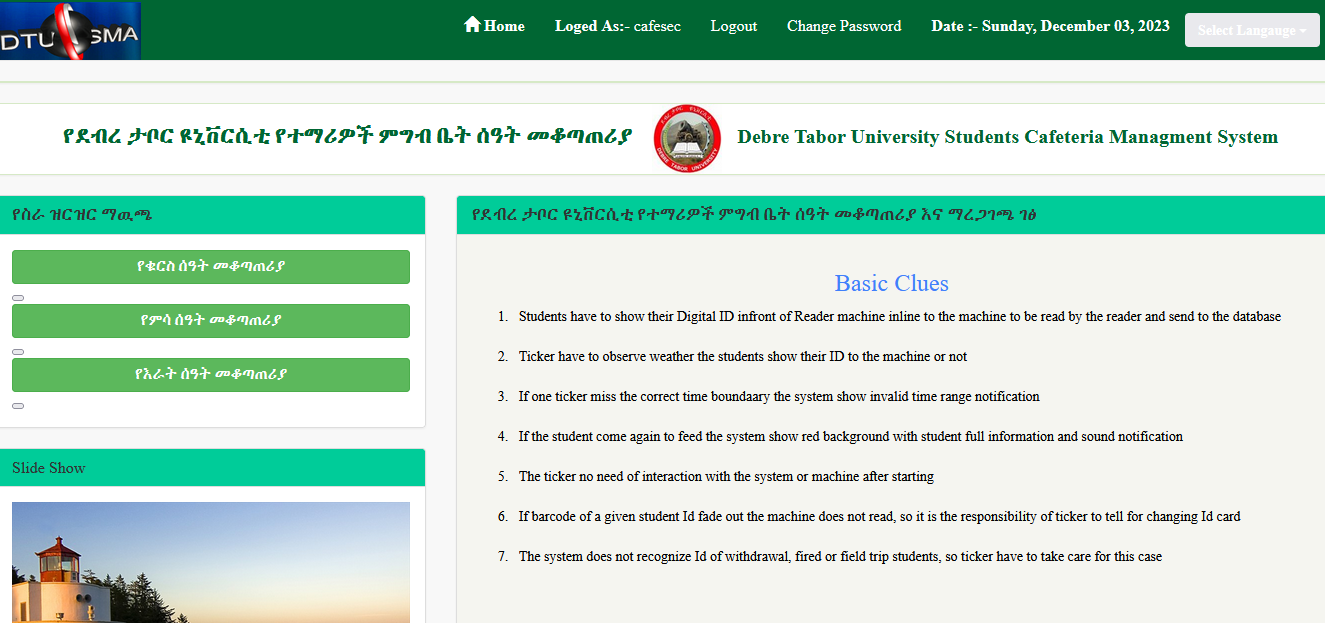 DTU SMA
Home Loged As:- cafesec Logout Change Password Date :- Sunday, December 03, 2023 Select Langauge
የደብረ ታቦር ዩኒቨርሲቲ የተማሪዎች ምግብ ቤት ሰዓት መቆጣጠሪያ
Debre Tabor University Students Cafeteria Managment System
የስራ ዝርዝር ማዉጫ
የቁርስ ሰዓት መቆጣጠሪያ
የምሳ ሰዓት መቆጣጠሪያ
የእራት ሰዓት መቆጣጠሪያ
Slide Show
የደብረ ታቦር ዩኒቨርሲቲ የተማሪዎች ምግብ ቤት ሰዓት መቆጣጠሪያ እና ማረጋገጫ ገፅ
Basic Clues
1. Students have to show their Digital ID infront of Reader machine inline to the machine to be read by the reader and send to the database
2. Ticker have to observe weather the students show their ID to the machine or not
3. If one ticker miss the correct time boundaary the system show invalid time range notification
4. If the student come again to feed the system show red background with student full information and sound notification
5. The ticker no need of interaction with the system or machine after starting
6. If barcode of a given student Id fade out the machine does not read, so it is the responsibility of ticker to tell for changing Id card
7. The system does not recognize Id of withdrawal, fired or field trip students, so ticker have to take care for this case